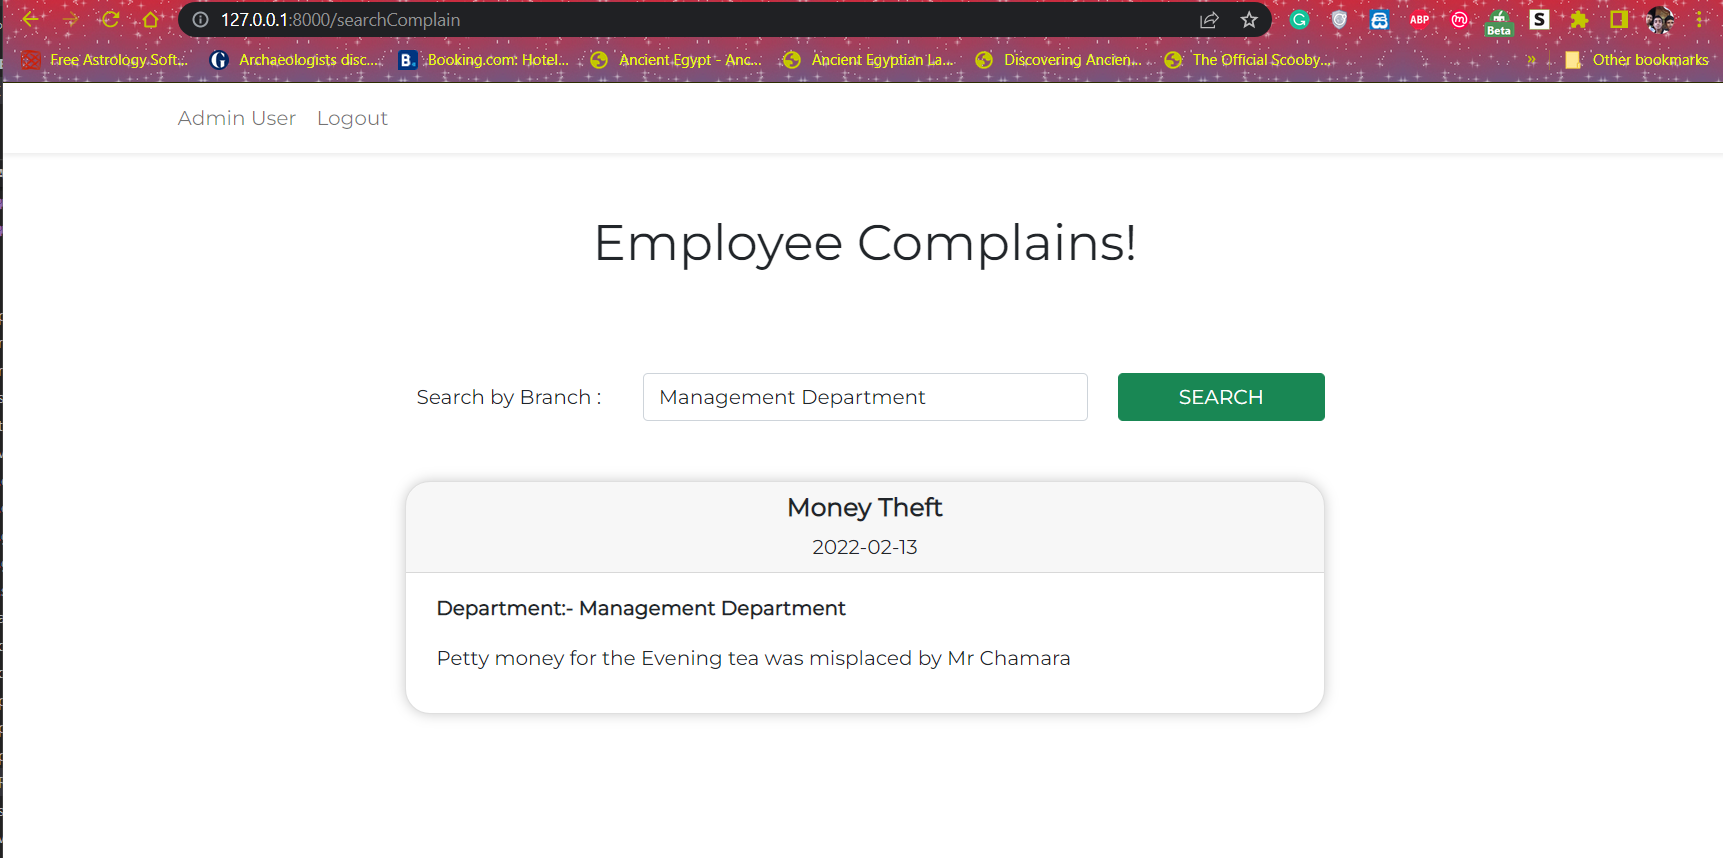 127.0.0.1:8000/searchComplain
ABP
Beta
S
Free Astrology Soft...
Archaeologists disc...
B.
Booking.com: Hotel...
Ancient Egypt - Anc...
Ancient Egyptian La...
Discovering Ancien...
The Official Scooby...
»
Other bookmarks
Admin User Logout
Employee Complains!
Search by Branch : Management Department SEARCH
Money Theft
2022-02-13
Department:- Management Department
Petty money for the Evening tea was misplaced by Mr Chamara